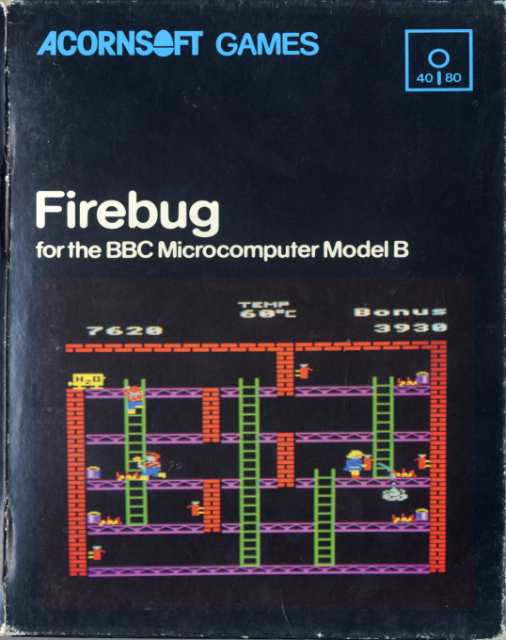 ACORNSOFT GAMES
40 80
Firebug
for the BBC Microcomputer Model B
TEMP
60°C
Bonus
7620
3930
H2O